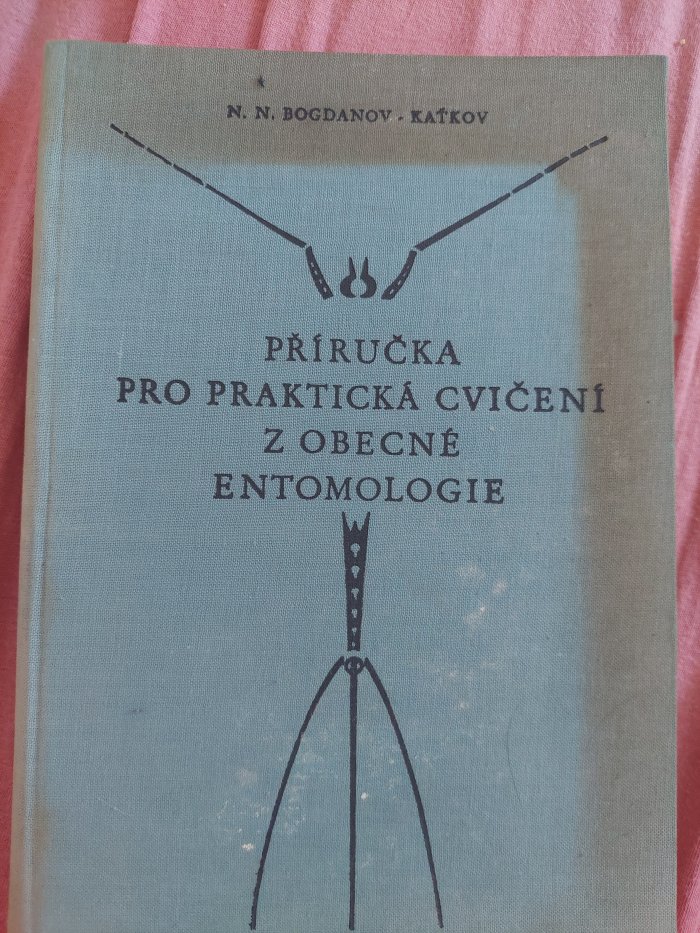 N. N. BOGDANOV - KAŤKOV
PŘÍRUČKA
PRO PRAKTICKÁ CVIČENÍ
Z OBECNÉ
ENTOMOLOGIE